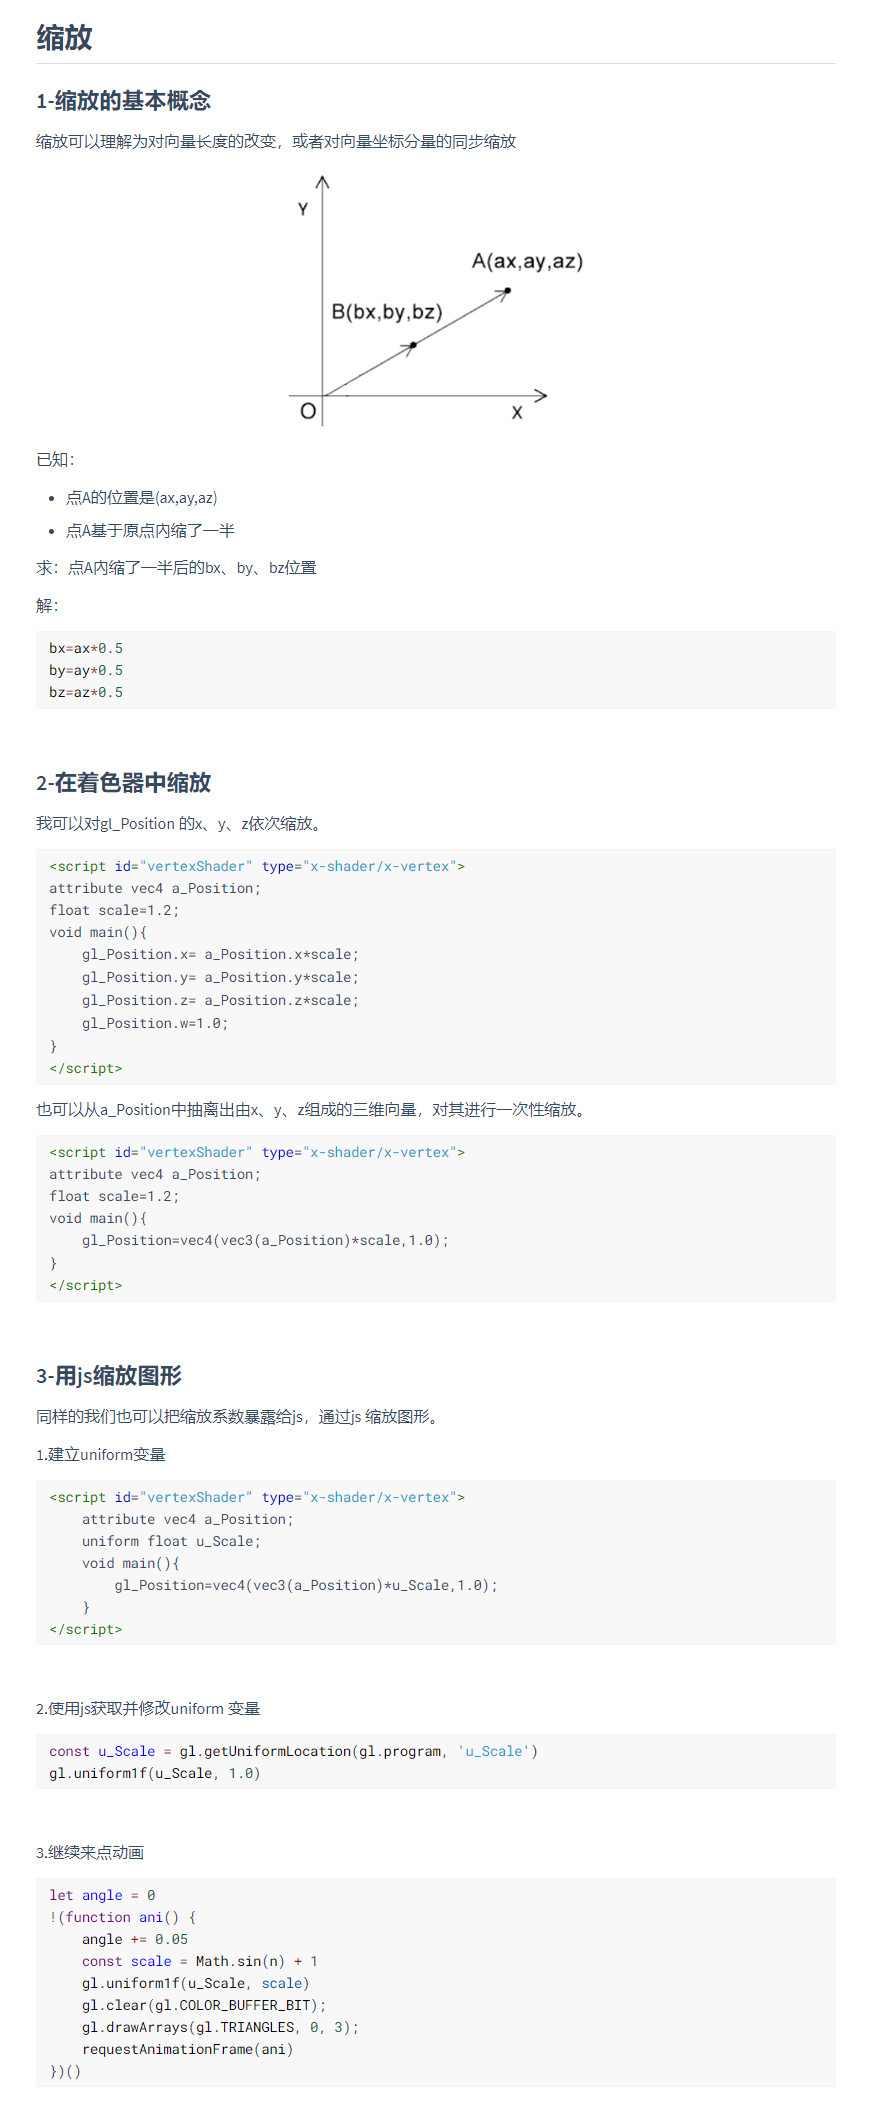 缩放
1-缩放的基本概念
缩放可以理解为对向量长度的改变，或者对向量坐标分量的同步缩放
Y
A(ax,ay,az)
B(bx,by,bz)
O
X
已知：
• 点A的位置是(ax,ay,az)
• 点A基于原点内缩了一半
求：点A内缩了一半后的bx、by、bz位置
解：
bx=ax*0.5
by=ay*0.5
bz=az*0.5
2-在着色器中缩放
我可以对gl_Position 的x、y、z依次缩放。
<script id="vertexShader" type="x-shader/x-vertex">
attribute vec4 a_Position;
float scale=1.2;
void main(){
    gl_Position.x= a_Position.x*scale;
    gl_Position.y= a_Position.y*scale;
    gl_Position.z= a_Position.z*scale;
    gl_Position.w=1.0;
}
</script>
也可以从a_Position中抽离出由x、y、z组成的三维向量，对其进行一次性缩放。
<script id="vertexShader" type="x-shader/x-vertex">
attribute vec4 a_Position;
float scale=1.2;
void main(){
    gl_Position=vec4(vec3(a_Position)*scale,1.0);
}
</script>
3-用js缩放图形
同样的我们也可以把缩放系数暴露给js，通过js 缩放图形。
1.建立uniform变量
<script id="vertexShader" type="x-shader/x-vertex">
    attribute vec4 a_Position;
    uniform float u_Scale;
    void main(){
        gl_Position=vec4(vec3(a_Position)*u_Scale,1.0);
    }
</script>
2.使用js获取并修改uniform 变量
const u_Scale = gl.getUniformLocation(gl.program, 'u_Scale')
gl.uniform1f(u_Scale, 1.0)
3.继续来点动画
let angle = 0
!(function ani() {
    angle += 0.05
    const scale = Math.sin(n) + 1
    gl.uniform1f(u_Scale, scale)
    gl.clear(gl.COLOR_BUFFER_BIT);
    gl.drawArrays(gl.TRIANGLES, 0, 3);
    requestAnimationFrame(ani)
})()